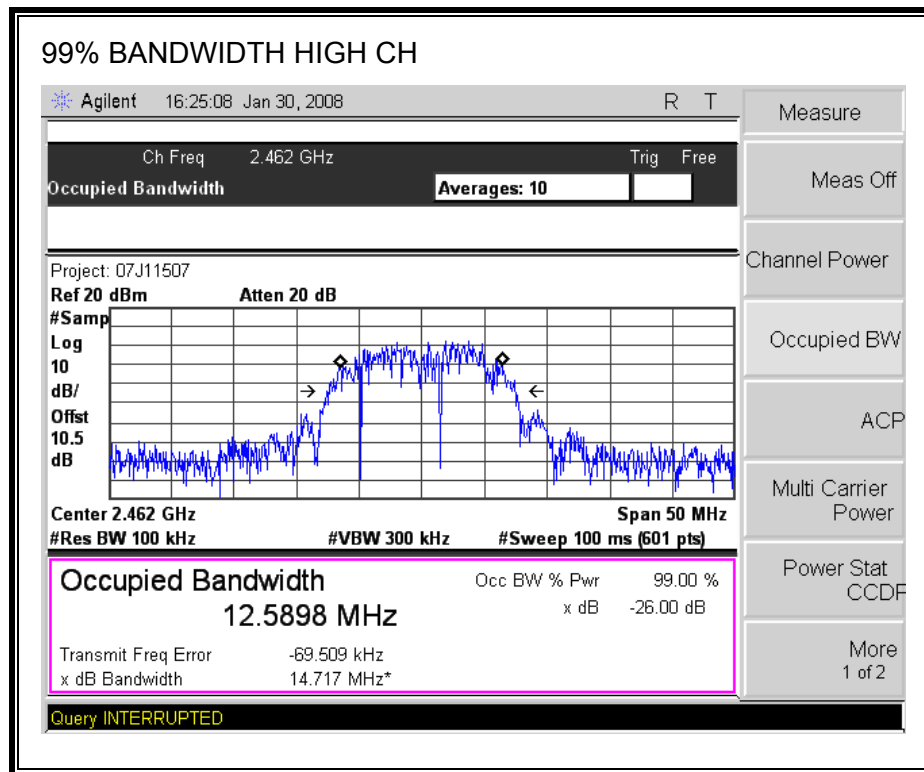 99% BANDWIDTH HIGH CH
Agilent 16:25:08 Jan 30, 2008 R T
Measure
Ch Freq 2.462 GHz Trig Free
Occupied Bandwidth Averages: 10
Meas Off
Channel Power
Occupied BW
ACP
Multi Carrier
Power
Power Stat
CCDF
More
1 of 2
Project: 07J11507
Ref 20 dBm Atten 20 dB
#Samp
Log
10
dB/
Offst
10.5
dB
Center 2.462 GHz Span 50 MHz
#Res BW 100 kHz #VBW 300 kHz #Sweep 100 ms (601 pts)
Occupied Bandwidth Occ BW % Pwr 99.00 %
12.5898 MHz x dB -26.00 dB
Transmit Freq Error -69.509 kHz
x dB Bandwidth 14.717 MHz*
Query INTERRUPTED